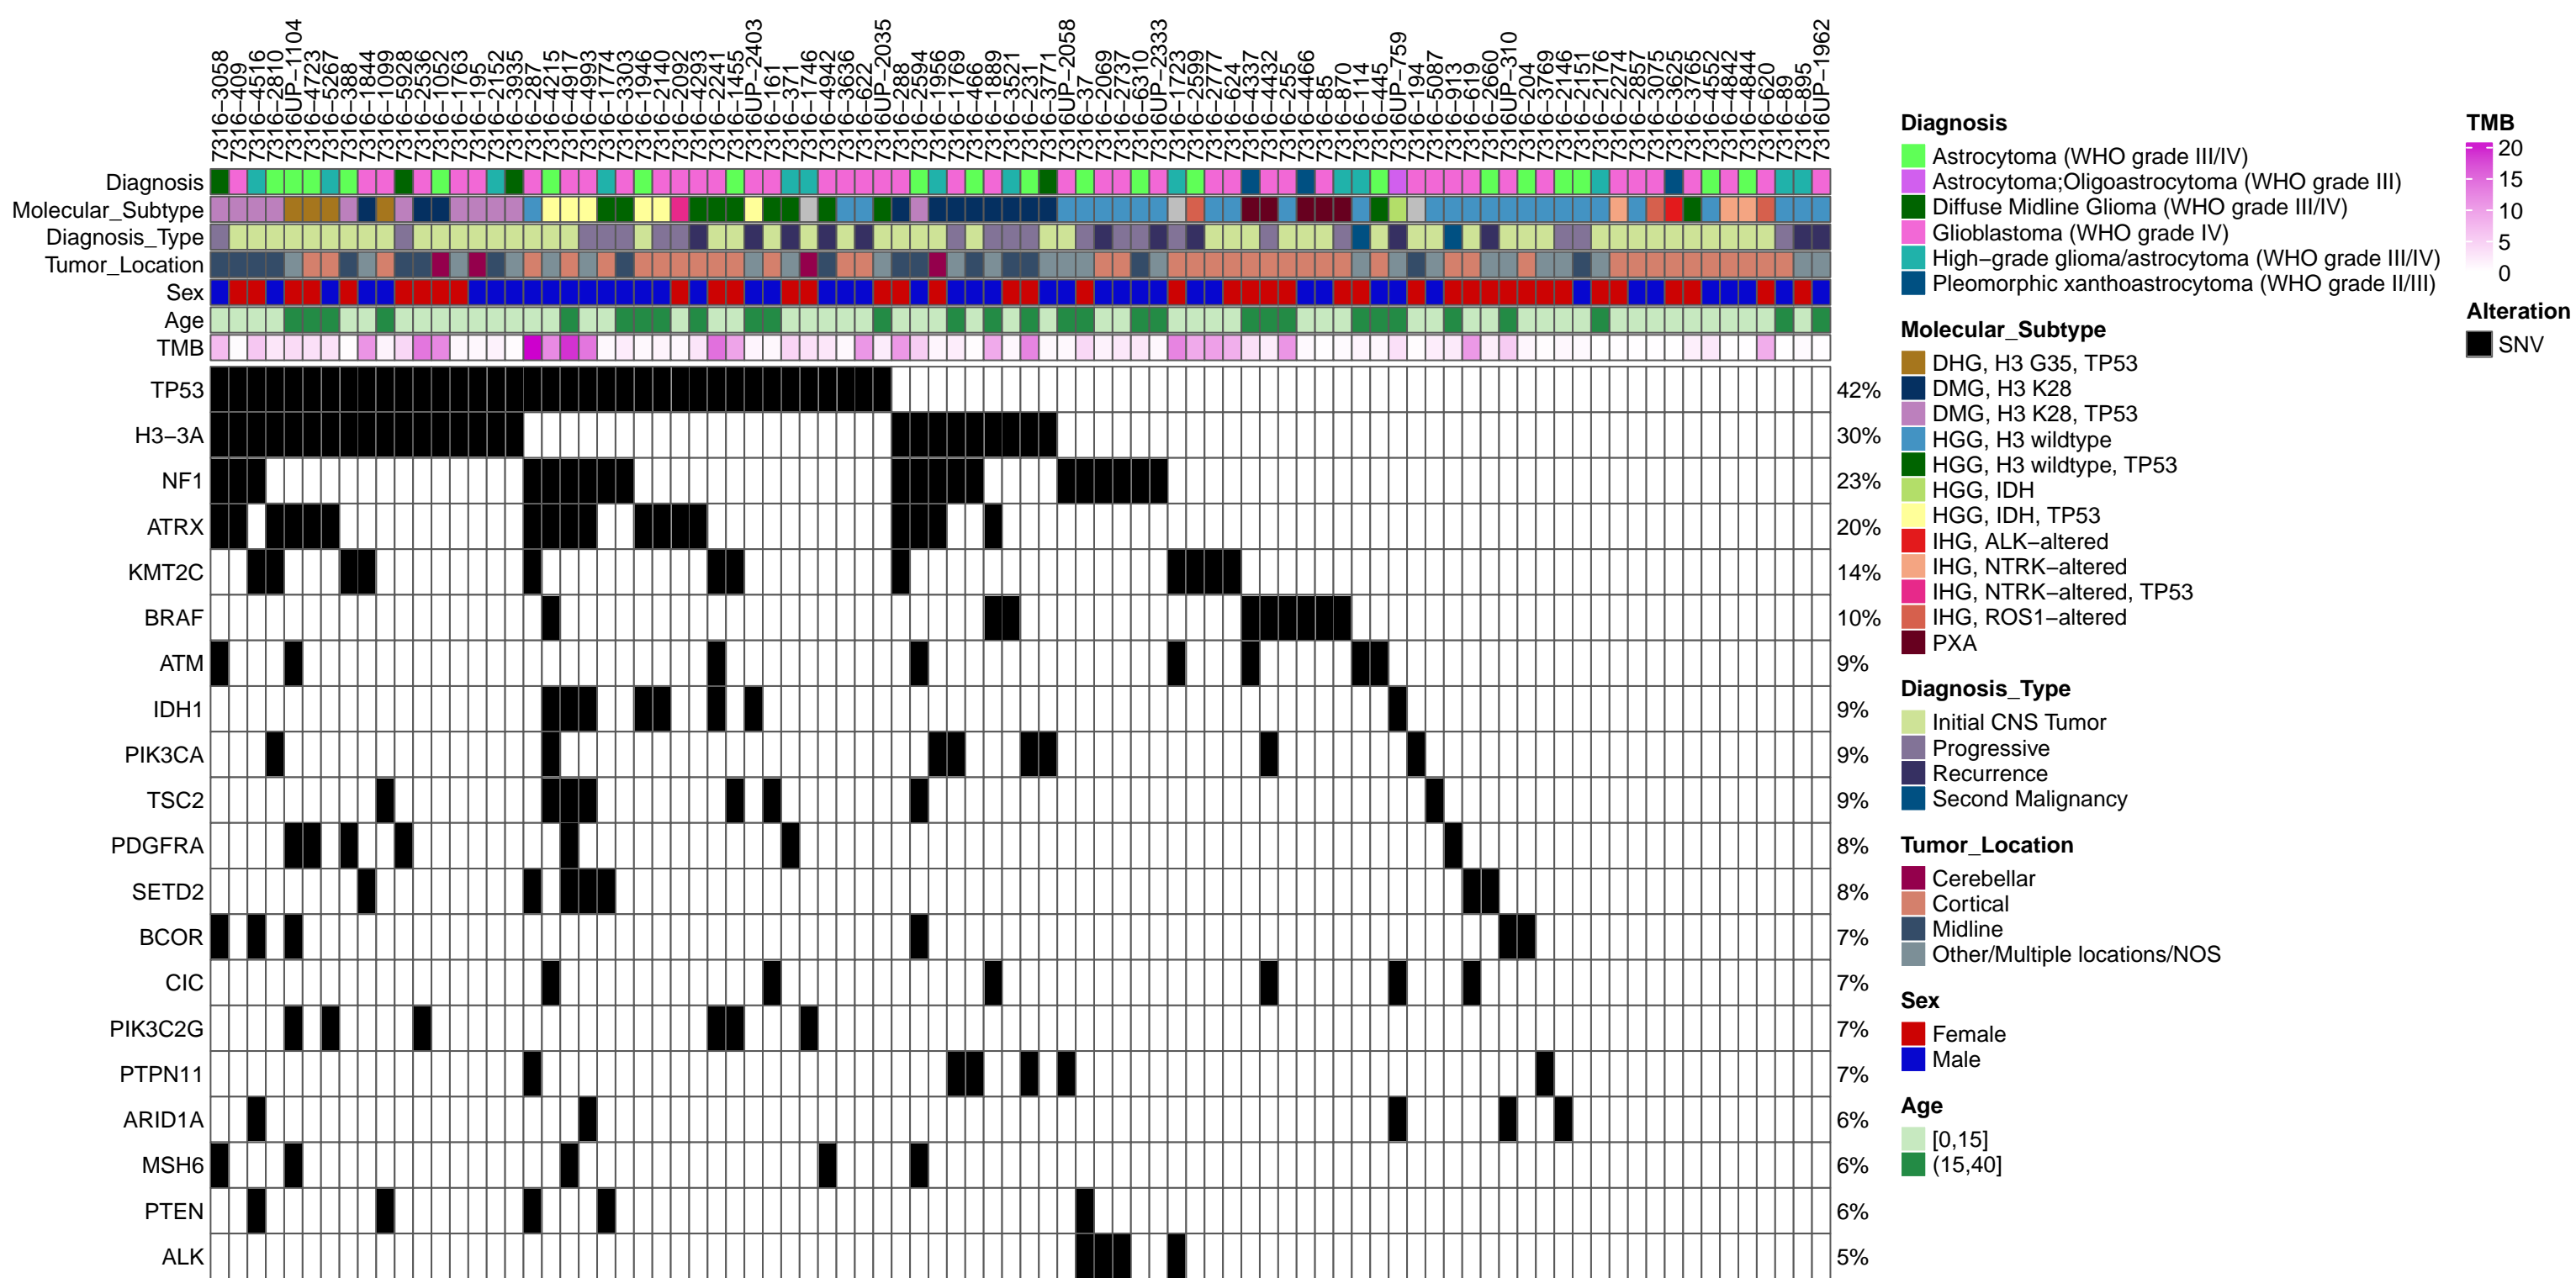 7316−3058
7316−409
7316−4516
7316−2810
7316UP−1104
7316−4723
7316−5267
7316−388
7316−1844
7316−1099
7316−5928
7316−2536
7316−1052
7316−1763
7316−195
7316−2152
7316−3935
7316−287
7316−4215
7316−4917
7316−4993
7316−1774
7316−3303
7316−1946
7316−2140
7316−2092
7316−4293
7316−2241
7316−1455
7316UP−2403
7316−161
7316−371
7316−1746
7316−4942
7316−3636
7316−622
7316UP−2035
7316−288
7316−2594
7316−1956
7316−1769
7316−466
7316−1889
7316−3521
7316−231
7316−3771
7316UP−2058
7316−37
7316−2069
7316−2737
7316−6310
7316UP−2333
7316−1723
7316−2599
7316−2777
7316−624
7316−4337
7316−4432
7316−255
7316−4466
7316−85
7316−870
7316−114
7316−445
7316UP−759
7316−194
7316−5087
7316−913
7316−619
7316−2660
7316UP−310
7316−204
7316−3769
7316−2146
7316−2151
7316−2176
7316−2274
7316−2857
7316−3075
7316−3625
7316−3765
7316−4552
7316−4842
7316−4844
7316−620
7316−89
7316−895
7316UP−1962
Diagnosis
Molecular_Subtype
Diagnosis_Type
Tumor_Location
Sex
Age
TMB
TP53 42%
H3−3A 30%
NF1 23%
ATRX 20%
KMT2C 14%
BRAF 10%
ATM 9%
IDH1 9%
PIK3CA 9%
TSC2 9%
PDGFRA 8%
SETD2 8%
BCOR 7%
CIC 7%
PIK3C2G 7%
PTPN11 7%
ARID1A 6%
MSH6 6%
PTEN 6%
ALK 5%
Diagnosis
Astrocytoma (WHO grade III/IV)
Astrocytoma;Oligoastrocytoma (WHO grade III)
Diffuse Midline Glioma (WHO grade III/IV)
Glioblastoma (WHO grade IV)
High−grade glioma/astrocytoma (WHO grade III/IV)
Pleomorphic xanthoastrocytoma (WHO grade II/III)
Molecular_Subtype
DHG, H3 G35, TP53
DMG, H3 K28
DMG, H3 K28, TP53
HGG, H3 wildtype
HGG, H3 wildtype, TP53
HGG, IDH
HGG, IDH, TP53
IHG, ALK−altered
IHG, NTRK−altered
IHG, NTRK−altered, TP53
IHG, ROS1−altered
PXA
Diagnosis_Type
Initial CNS Tumor
Progressive
Recurrence
Second Malignancy
Tumor_Location
Cerebellar
Cortical
Midline
Other/Multiple locations/NOS
Sex
Female
Male
Age
[0,15]
(15,40]
TMB
20
15
10
5
0
Alteration
SNV